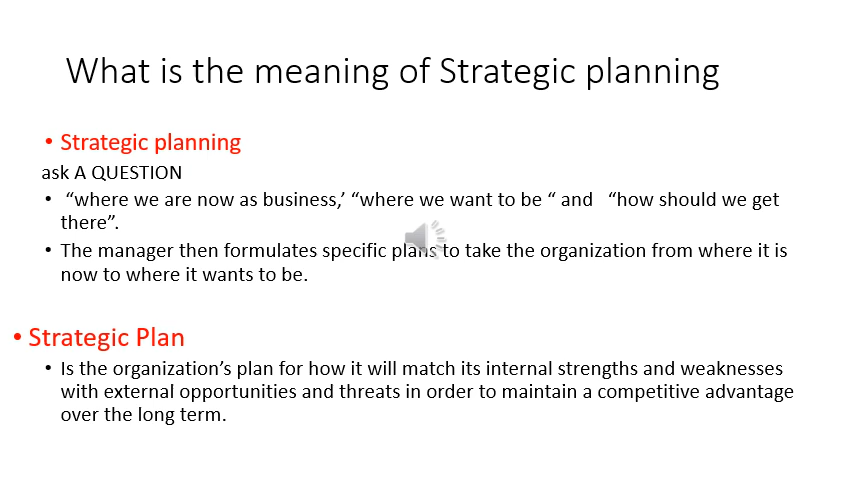 What is the meaning of Strategic planning
• Strategic planning
ask A QUESTION
• “where we are now as business,’ “where we want to be “ and “how should we get
there”.
• The manager then formulates specific plans to take the organization from where it is
now to where it wants to be.
• Strategic Plan
• Is the organization’s plan for how it will match its internal strengths and weaknesses
with external opportunities and threats in order to maintain a competitive advantage
over the long term.